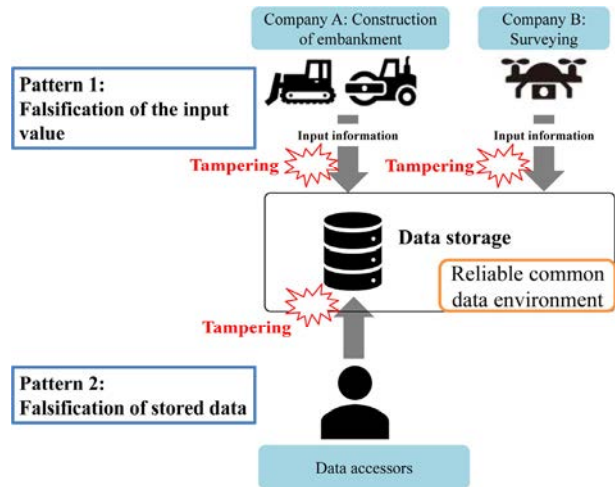 Company A: Construction
of embankment
Company B:
Surveying
Pattern 1:
Falsification of the input
value
Input information
Input information
Tampering
Tampering
Data storage
Reliable common
data environment
Tampering
Pattern 2:
Falsification of stored data
Data accessors